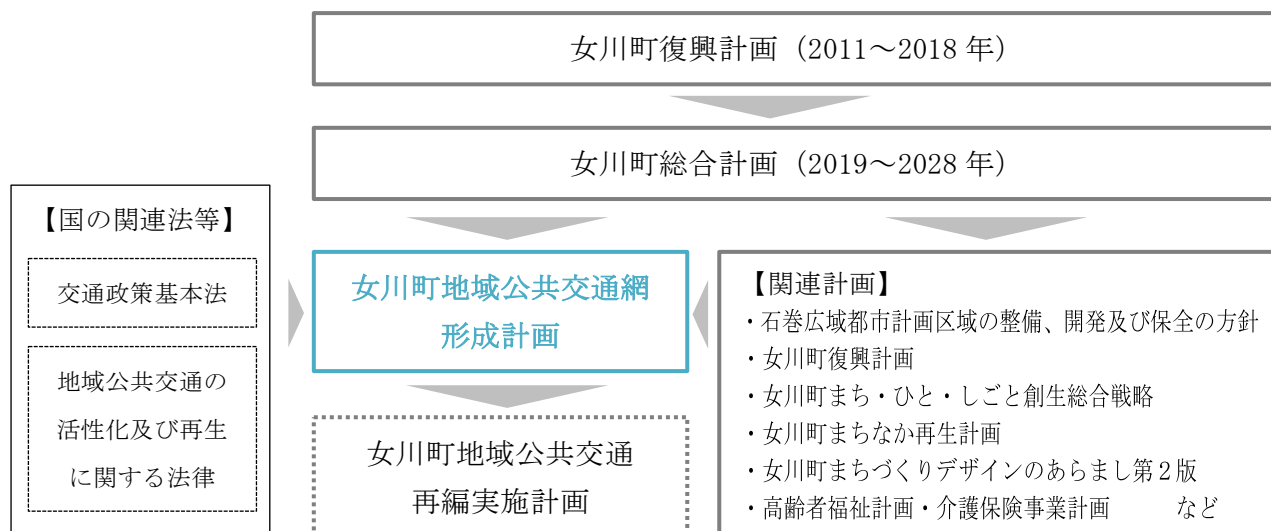 女川町復興計画（2011～2018 年）
女川町総合計画（2019～2028 年）
【国の関連法等】
交通政策基本法
地域公共交通の
活性化及び再生
に関する法律
女川町地域公共交通網
形成計画
女川町地域公共交通
再編実施計画
【関連計画】
・石巻広域都市計画区域の整備、開発及び保全の方針
・女川町復興計画
・女川町まち・ひと・しごと創生総合戦略
・女川町まちなか再生計画
・女川町まちづくりデザインのあらまし第２版
・高齢者福祉計画・介護保険事業計画　　　など